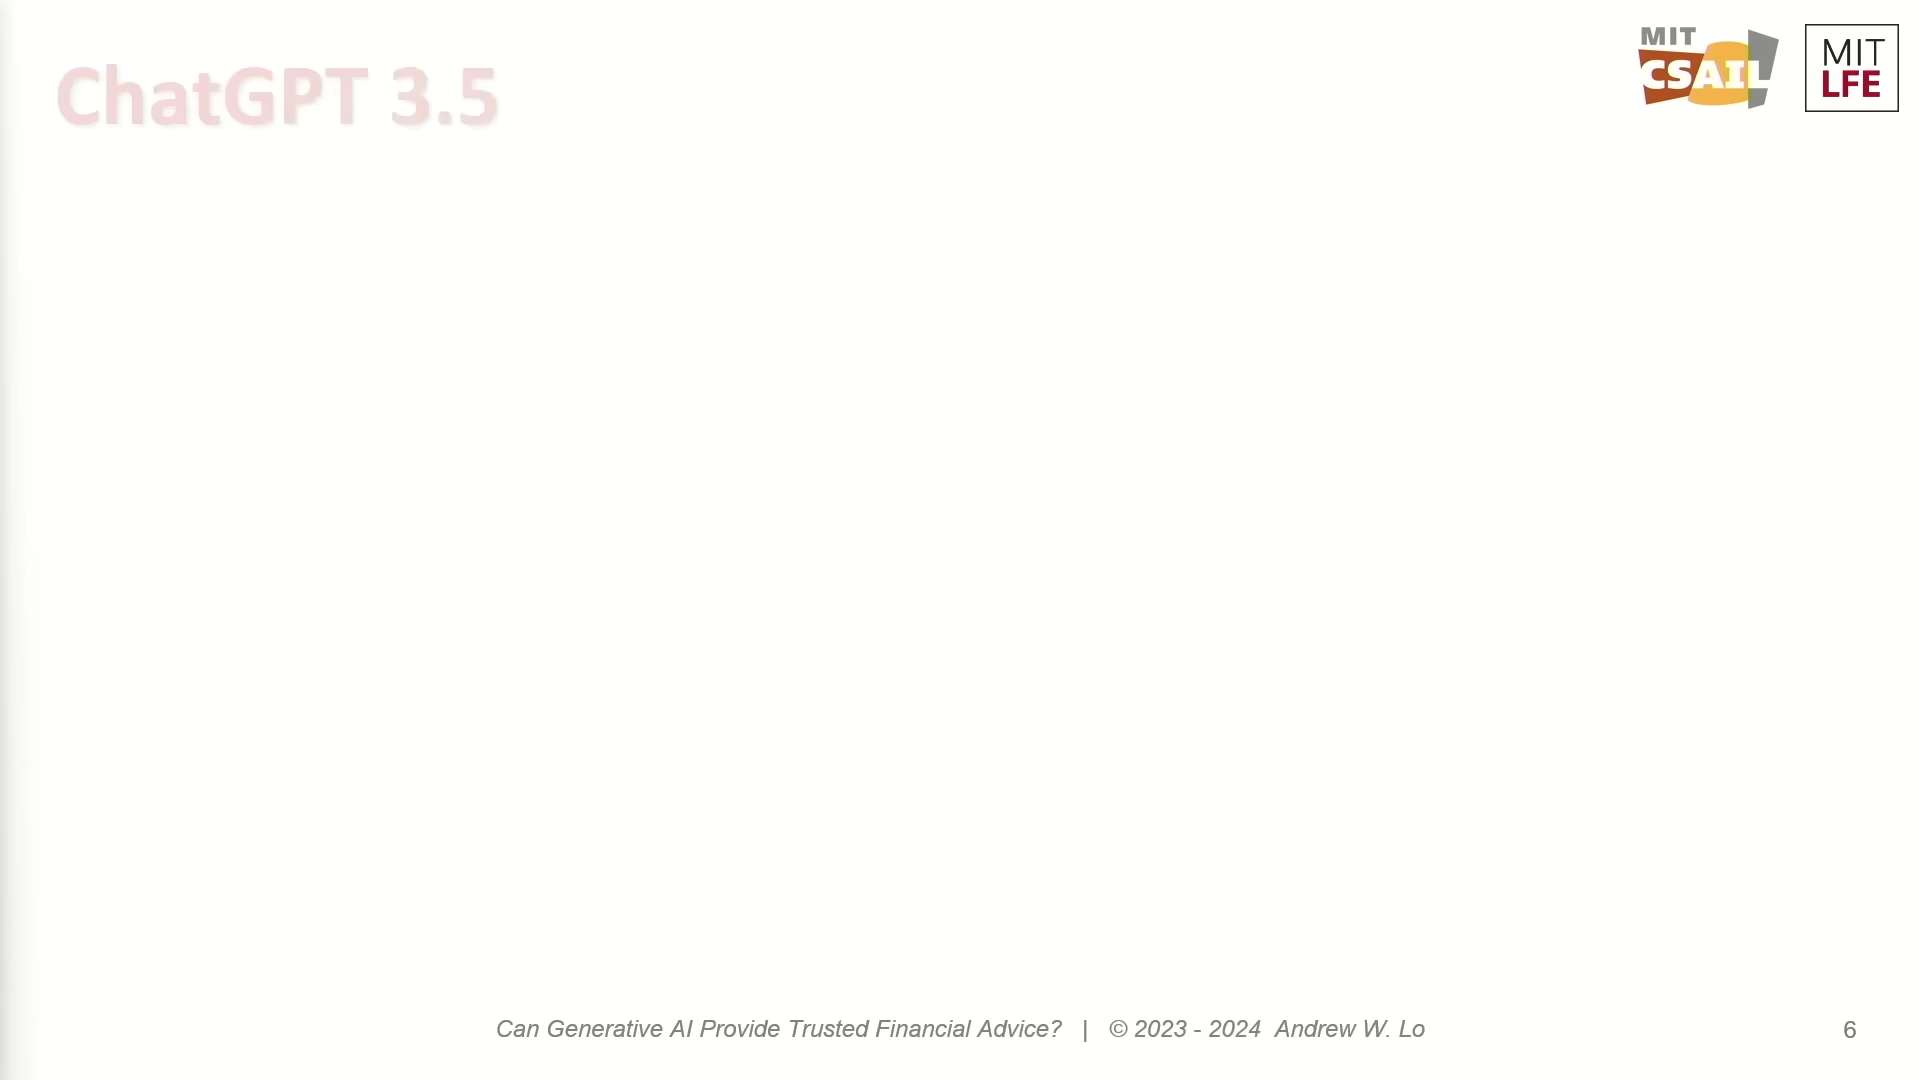 ChatGPT 3.5
MIT
CSAIL
MIT
LFE
Can Generative AI Provide Trusted Financial Advice? | © 2023 - 2024 Andrew W. Lo
6